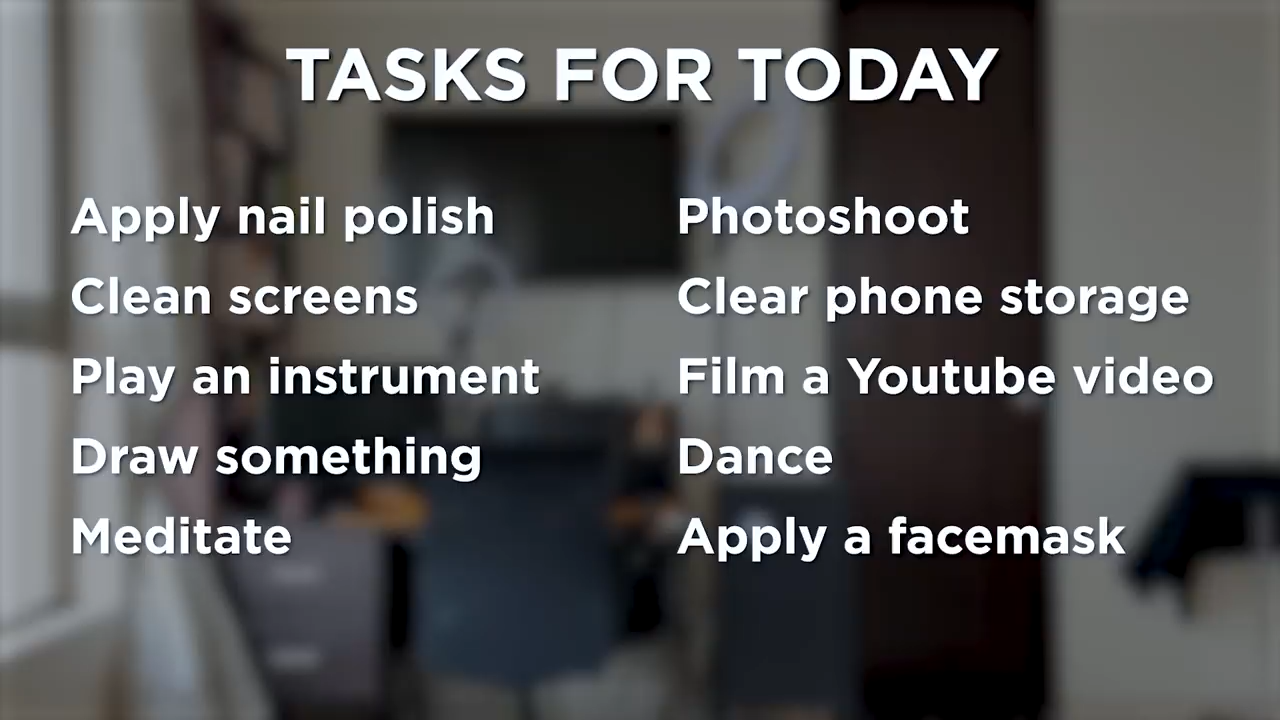 TASKS FOR TODAY
Apply nail polish
Clean screens
Play an instrument
Draw something
Meditate
Photoshoot
Clear phone storage
Film a Youtube video
Dance
Apply a facemask